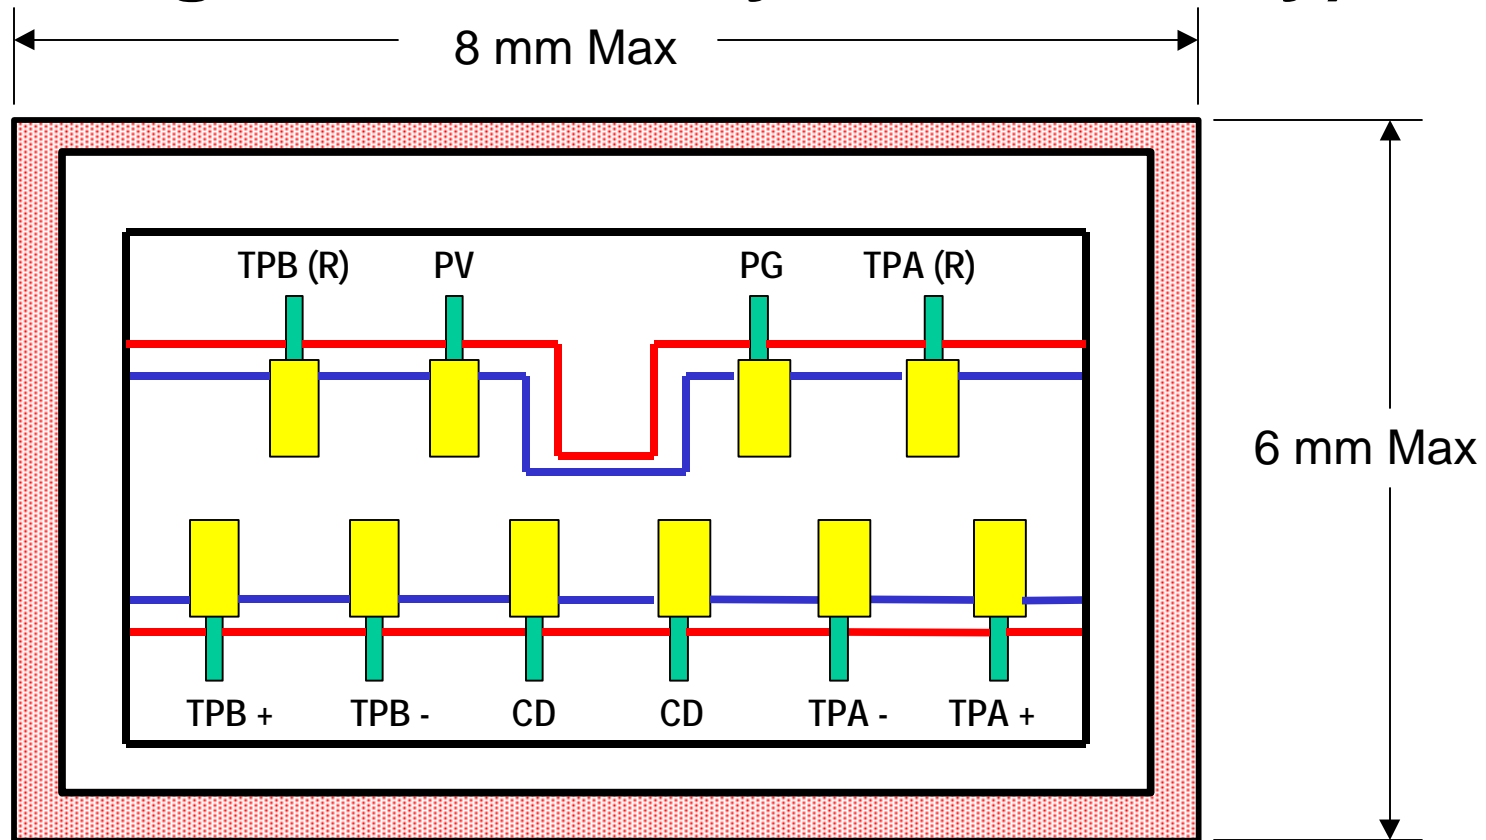 8 mm Max
TPB (R) PV PG TPA (R)
6 mm Max
TPB + TPB - CD CD TPA - TPA +